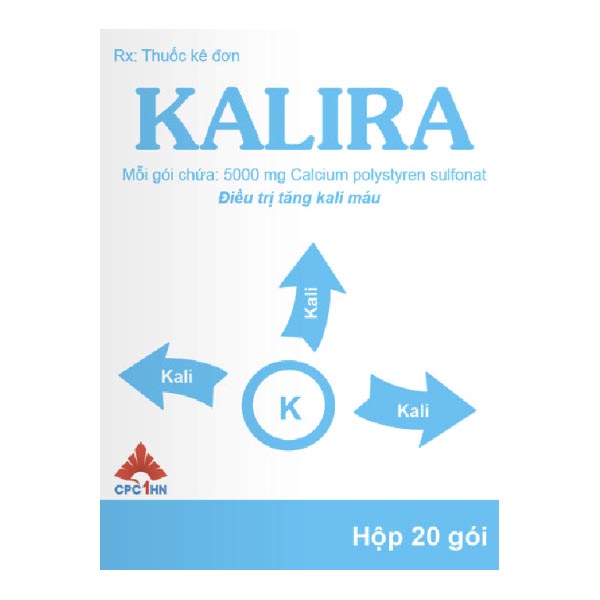 Rx: Thuốc kê đơn
KALIRA
Mỗi gói chứa: 5000 mg Calcium polystyren sulfonat
Điều trị tăng kali máu
Kali
Kali
K
Kali
CPC1HN
Hộp 20 gói